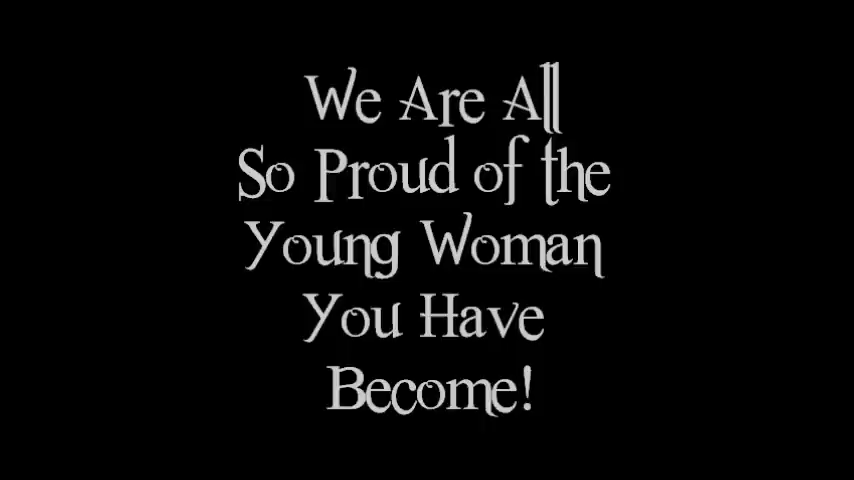 We Are All
So Proud of the
Young Woman
You Have
Become!